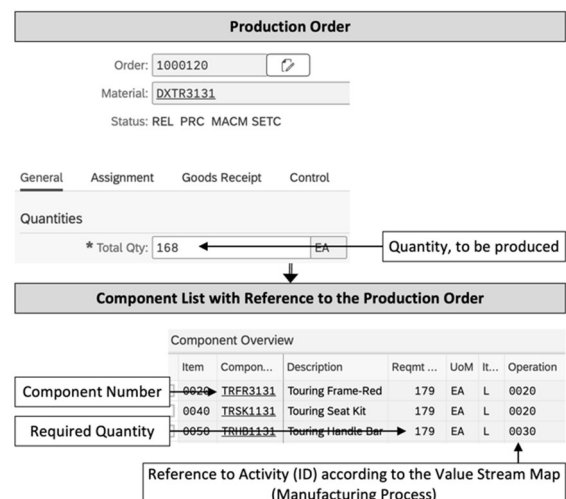 Production Order
Order: 1000120
Material: DXTR3131
Status: REL PRC MACM SETC
General Assignment Goods Receipt Control
Quantities
* Total Qty: 168 EA
Quantity, to be produced
Component List with Reference to the Production Order
Component Overview
Item Compon... Description Reqmt ... UoM It... Operation
Component Number
0020 TRFR3131 Touring Frame-Red 179 EA L 0020
0040 TRSK1131 Touring Seat Kit 179 EA L 0020
Required Quantity
0050 TRHD1131 Touring Handle Bar 179 EA L 0030
Reference to Activity (ID) according to the Value Stream Map
(Manufacturing Process)